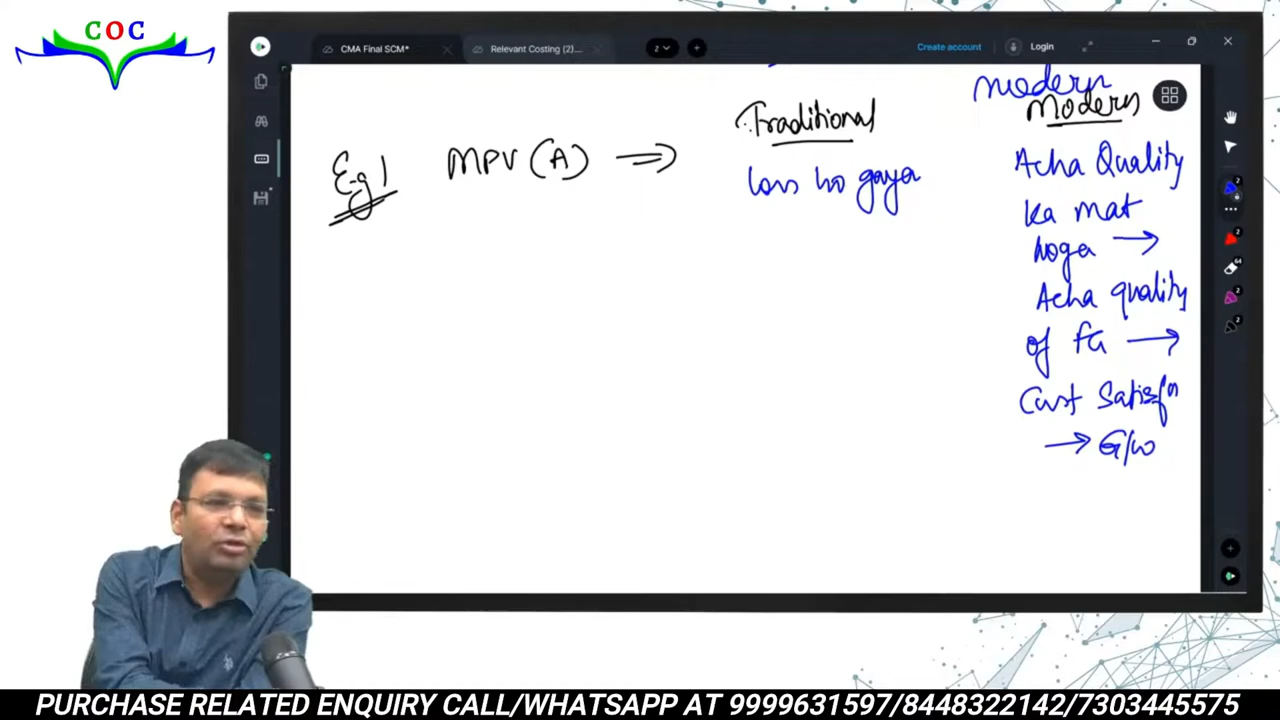 COC
CMA Final SCM*
Relevant Costing (2)...
2
Create account
Login
modern
Traditional
Modern
E.g 1
MPV (A) ⇒
loss ho gaya
Acha Quality
ka mat
hoga →
Acha quality
of FG →
Cust Satisfn
→ G/w
PURCHASE RELATED ENQUIRY CALL/WHATSAPP AT 9999631597/8448322142/7303445575